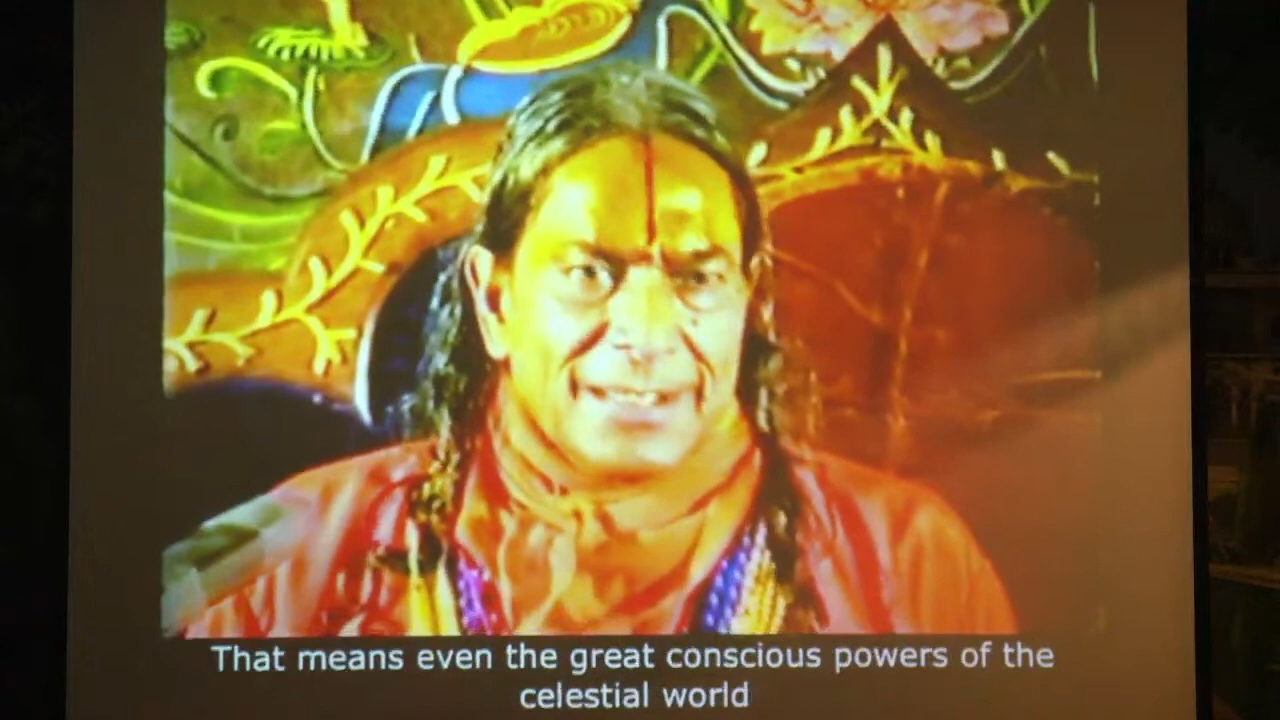 That means even the great conscious powers of the
celestial world